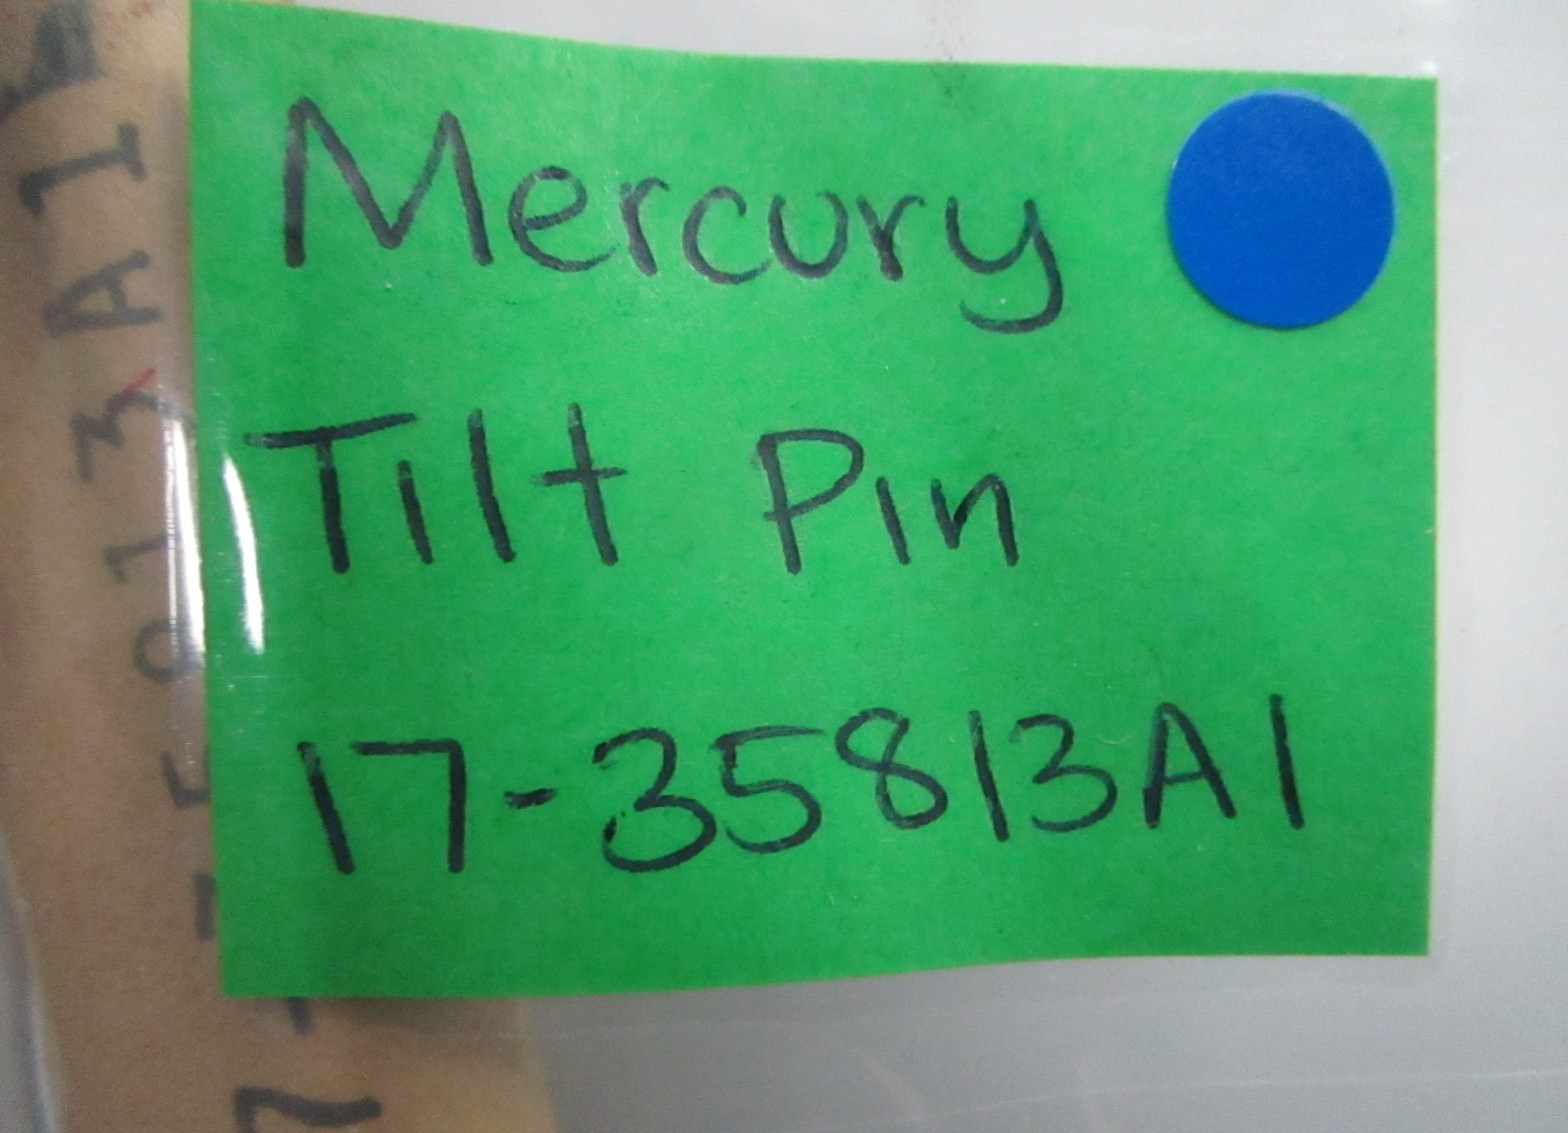 Mercury
Tilt Pin
17-35813A1